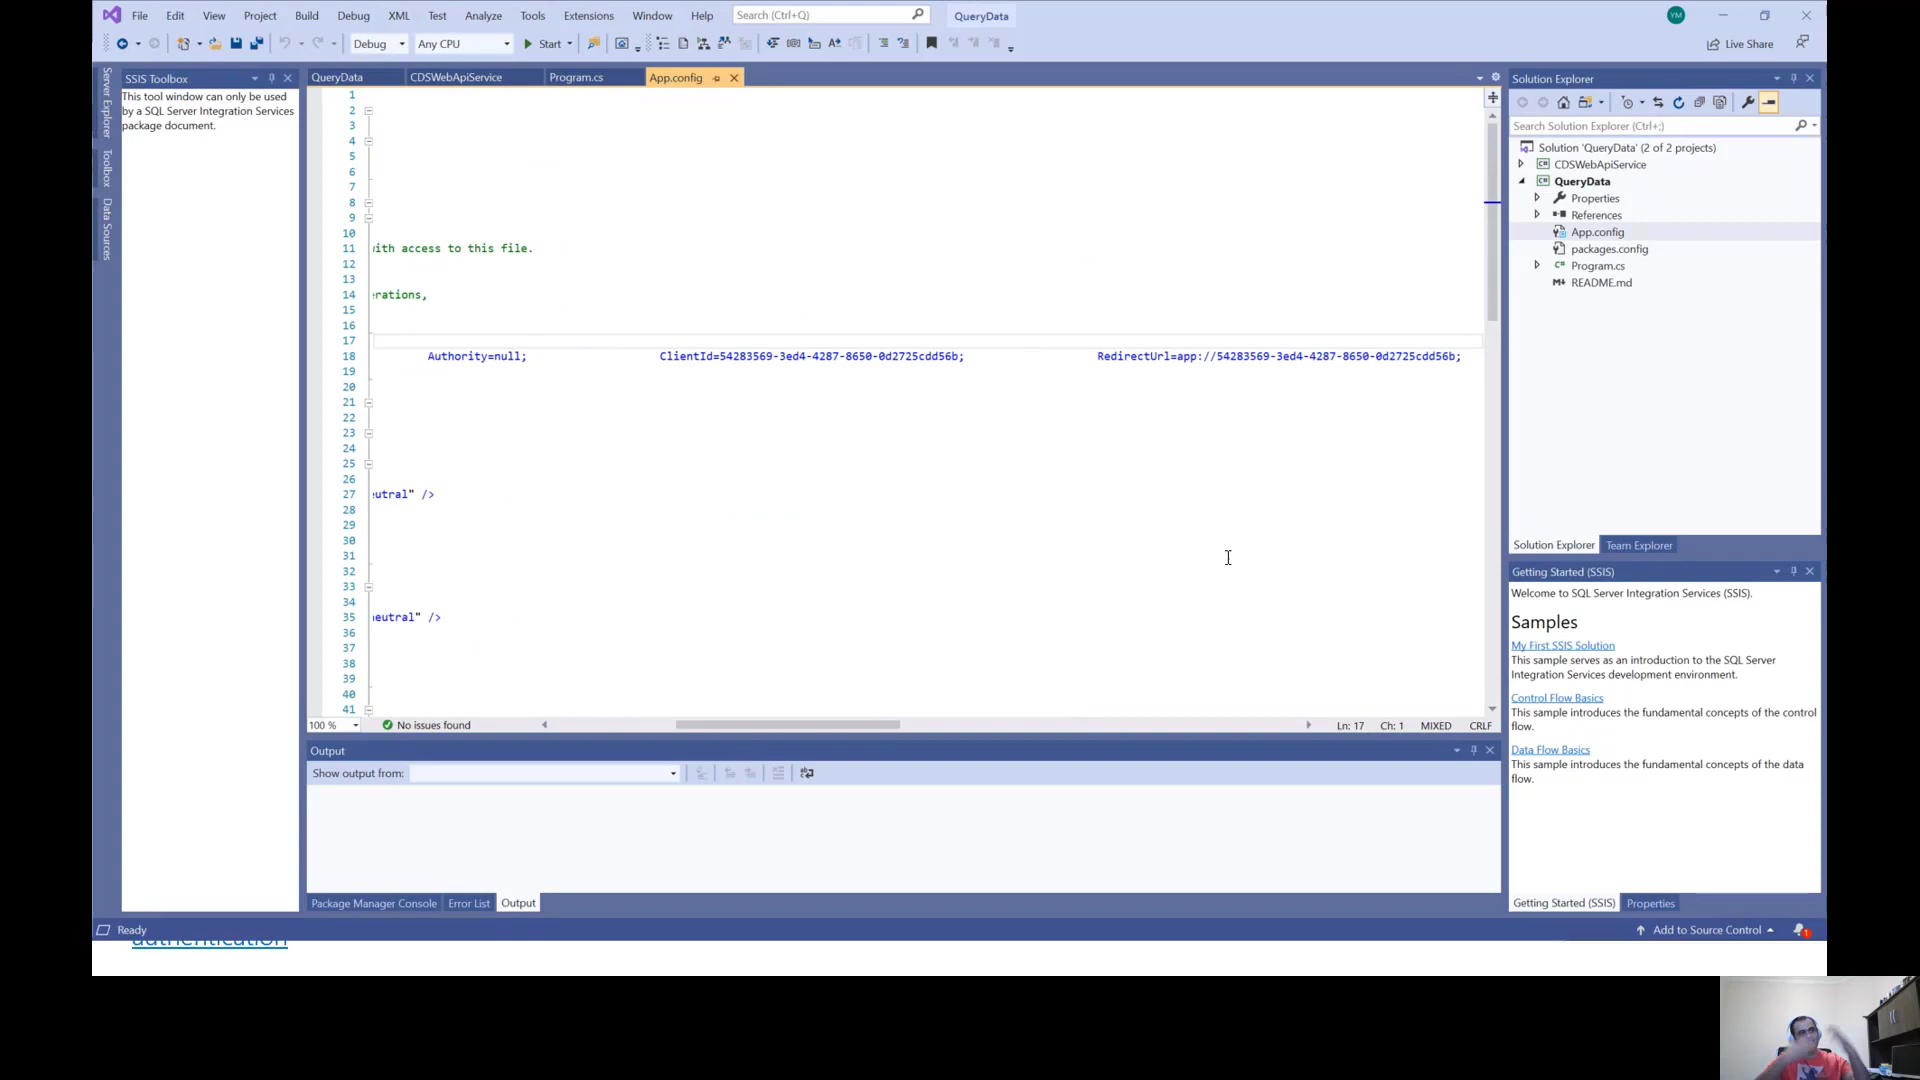 File Edit View Project Build Debug XML Test Analyze Tools Extensions Window Help Search (Ctrl+Q) QueryData YM
Debug Any CPU Start Live Share
Server Explorer
Toolbox
Data Sources
SSIS Toolbox
This tool window can only be used
by a SQL Server Integration Services
package document.
QueryData CDSWebApiService Program.cs App.config
1
2
3
4
5
6
7
8
9
10
11 with access to this file.
12
13
14 erations,
15
16
17
18 Authority=null; ClientId=54283569-3ed4-4287-8650-0d2725cdd56b; RedirectUrl=app://54283569-3ed4-4287-8650-0d2725cdd56b;
19
20
21
22
23
24
25
26
27 eutral" />
28
29
30
31
32
33
34
35 neutral" />
36
37
38
39
40
41
100 % No issues found Ln: 17 Ch: 1 MIXED CRLF
Output
Show output from:
Package Manager Console Error List Output
Solution Explorer
Search Solution Explorer (Ctrl+;)
Solution 'QueryData' (2 of 2 projects)
C# CDSWebApiService
C# QueryData
Properties
References
App.config
packages.config
C# Program.cs
README.md
Solution Explorer Team Explorer
Getting Started (SSIS)
Welcome to SQL Server Integration Services (SSIS).
Samples
My First SSIS Solution
This sample serves as an introduction to the SQL Server
Integration Services development environment.
Control Flow Basics
This sample introduces the fundamental concepts of the control
flow.
Data Flow Basics
This sample introduces the fundamental concepts of the data
flow.
Getting Started (SSIS) Properties
Ready Add to Source Control 1
authentication